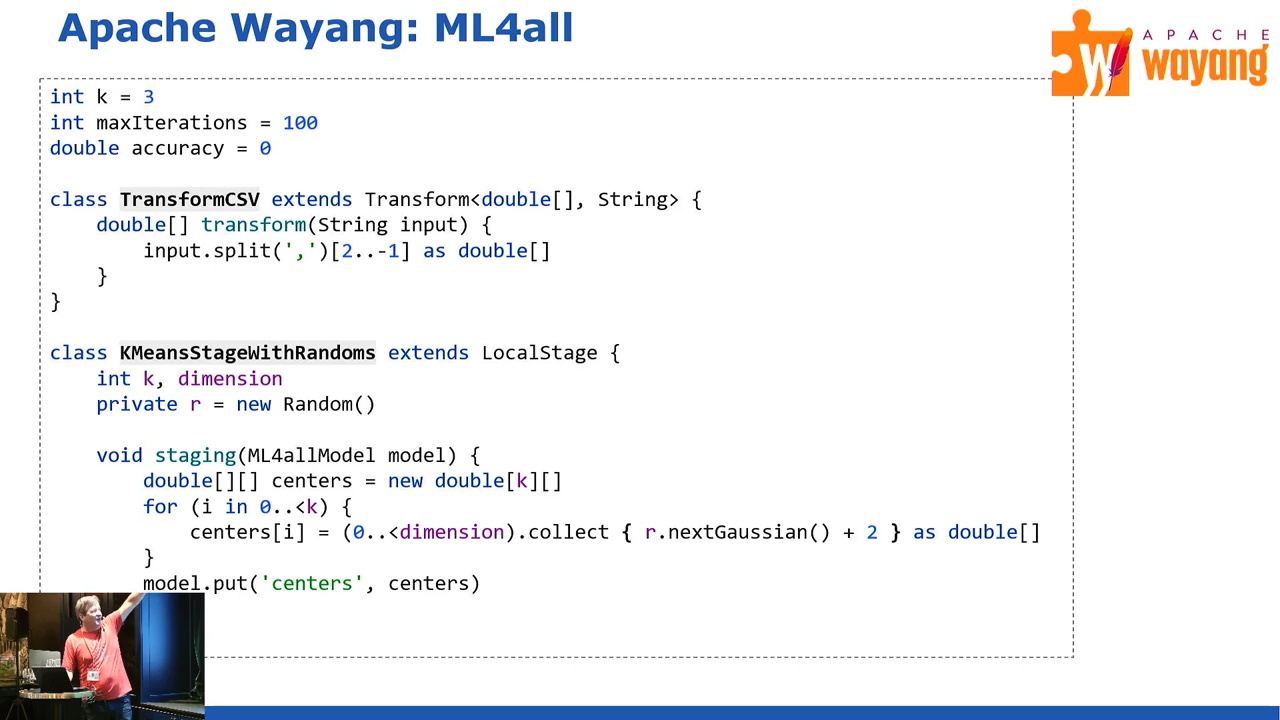 Apache Wayang: ML4all
APACHE
wayang
int k = 3
int maxIterations = 100
double accuracy = 0
class TransformCSV extends Transform<double[], String> {
double[] transform(String input) {
input.split(',')[2..-1] as double[]
}
}
class KMeansStageWithRandoms extends LocalStage {
int k, dimension
private r = new Random()
void staging(ML4allModel model) {
double[][] centers = new double[k][]
for (i in 0..<k) {
centers[i] = (0..<dimension).collect { r.nextGaussian() + 2 } as double[]
}
model.put('centers', centers)